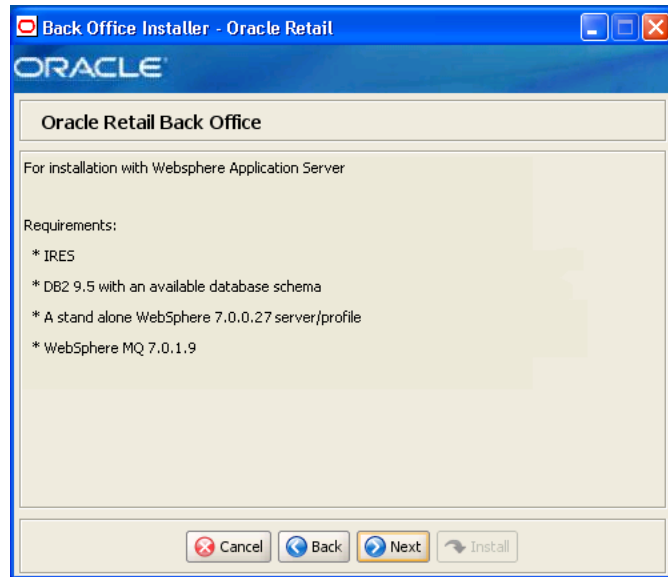 Back Office Installer - Oracle Retail
ORACLE
Oracle Retail Back Office
For installation with Websphere Application Server
Requirements:
* IRES
* DB2 9.5 with an available database schema
* A stand alone WebSphere 7.0.0.27 server/profile
* WebSphere MQ 7.0.1.9
Cancel Back Next Install